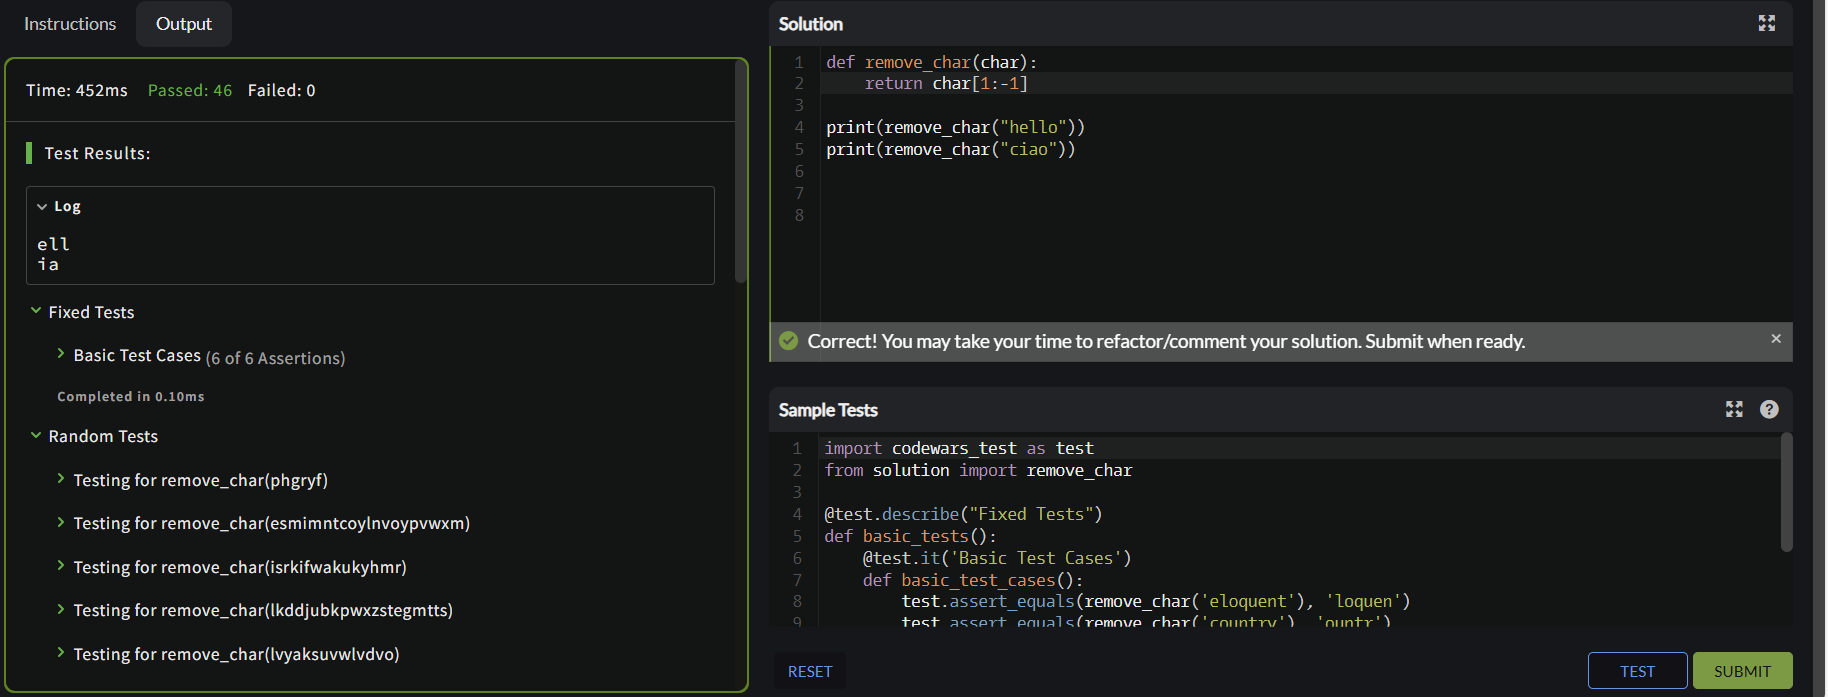 Instructions
Output
Time: 452ms Passed: 46 Failed: 0
Test Results:
Log
ell
ia
Fixed Tests
Basic Test Cases (6 of 6 Assertions)
Completed in 0.10ms
Random Tests
Testing for remove_char(phgryf)
Testing for remove_char(esmimntcoylnvoypvwxm)
Testing for remove_char(isrkifwakukyhmr)
Testing for remove_char(lkddjubkpwxzstegmtts)
Testing for remove_char(lvyaksuvwlvdvo)
Solution
1 def remove_char(char):
2     return char[1:-1]
3
4 print(remove_char("hello"))
5 print(remove_char("ciao"))
6
7
8
Correct! You may take your time to refactor/comment your solution. Submit when ready.
×
Sample Tests
?
1 import codewars_test as test
2 from solution import remove_char
3
4 @test.describe("Fixed Tests")
5 def basic_tests():
6     @test.it('Basic Test Cases')
7     def basic_test_cases():
8         test.assert_equals(remove_char('eloquent'), 'loquen')
9         test.assert_equals(remove_char('country'), 'ountr')
RESET
TEST
SUBMIT